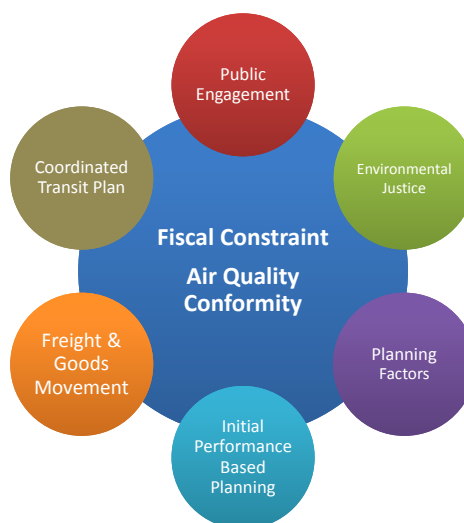 Public
Engagement
Coordinated
Transit Plan
Environmental
Justice
Fiscal Constraint
Air Quality
Conformity
Freight &
Goods
Movement
Planning
Factors
Initial
Performance
Based
Planning